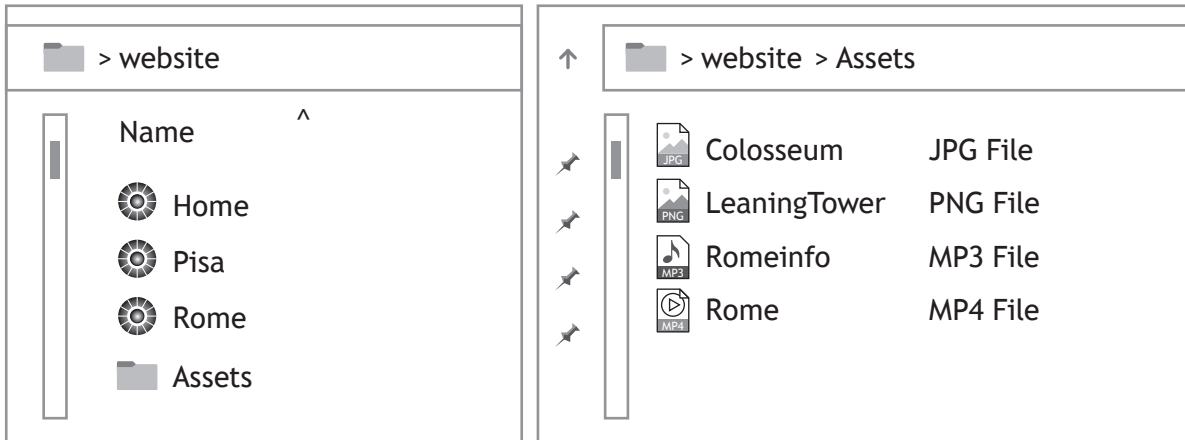 > website
Name ^
Home
Pisa
Rome
Assets
> website > Assets
JPG Colosseum JPG File
PNG LeaningTower PNG File
MP3 Romeinfo MP3 File
MP4 Rome MP4 File